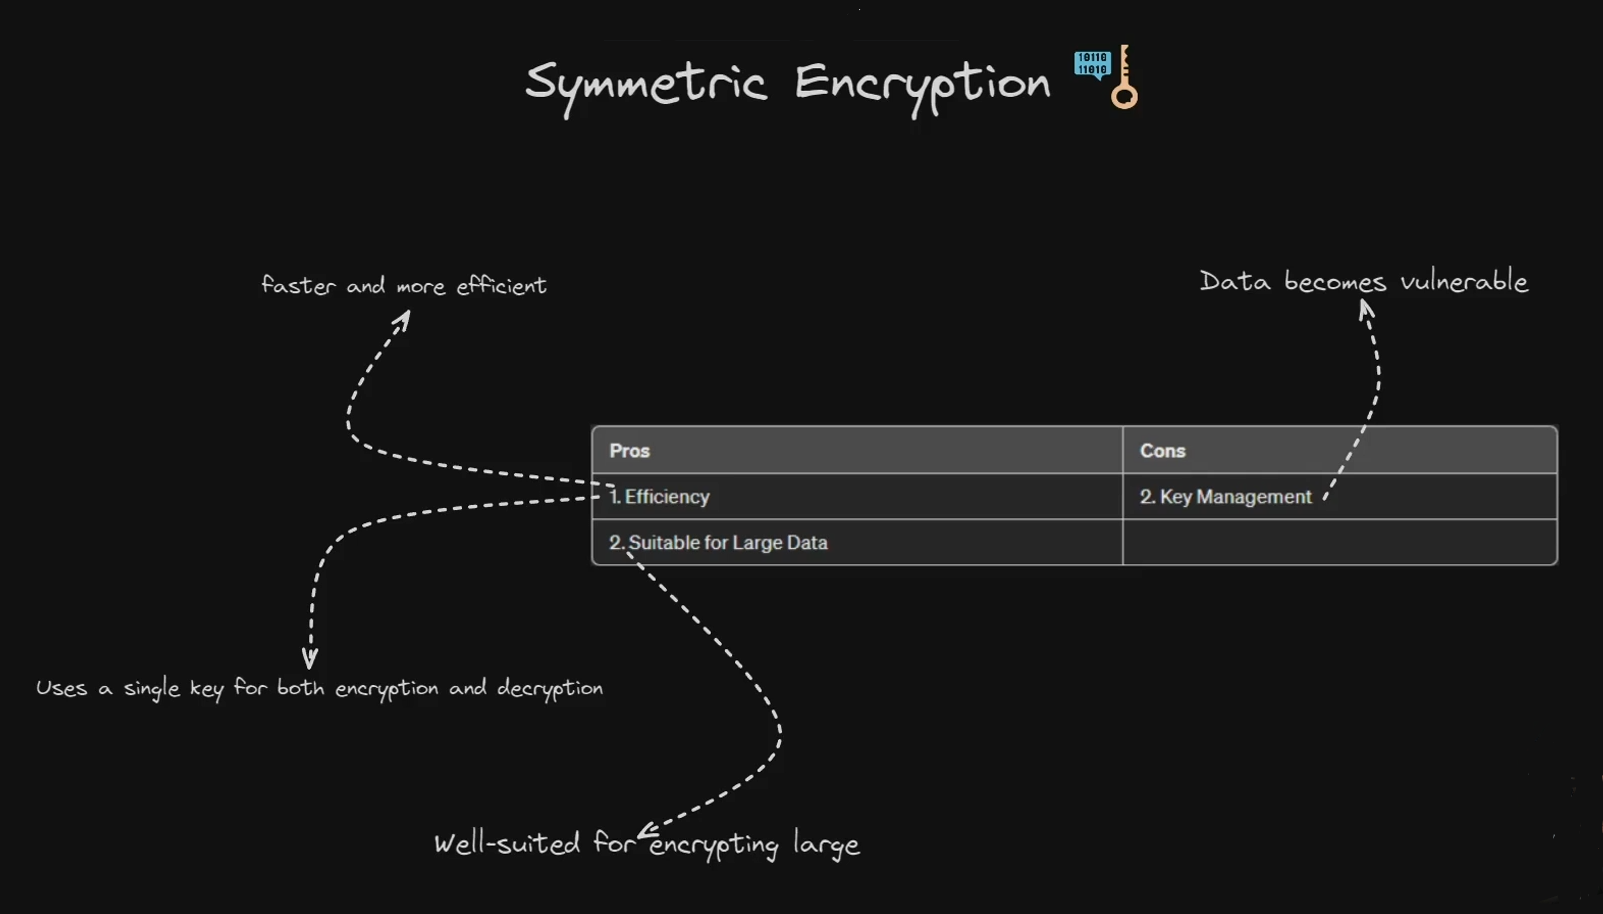 Symmetric Encryption
10110
11010
faster and more efficient
Data becomes vulnerable
Pros
Cons
1. Efficiency
2. Key Management
2. Suitable for Large Data
Uses a single key for both encryption and decryption
Well-suited for encrypting large